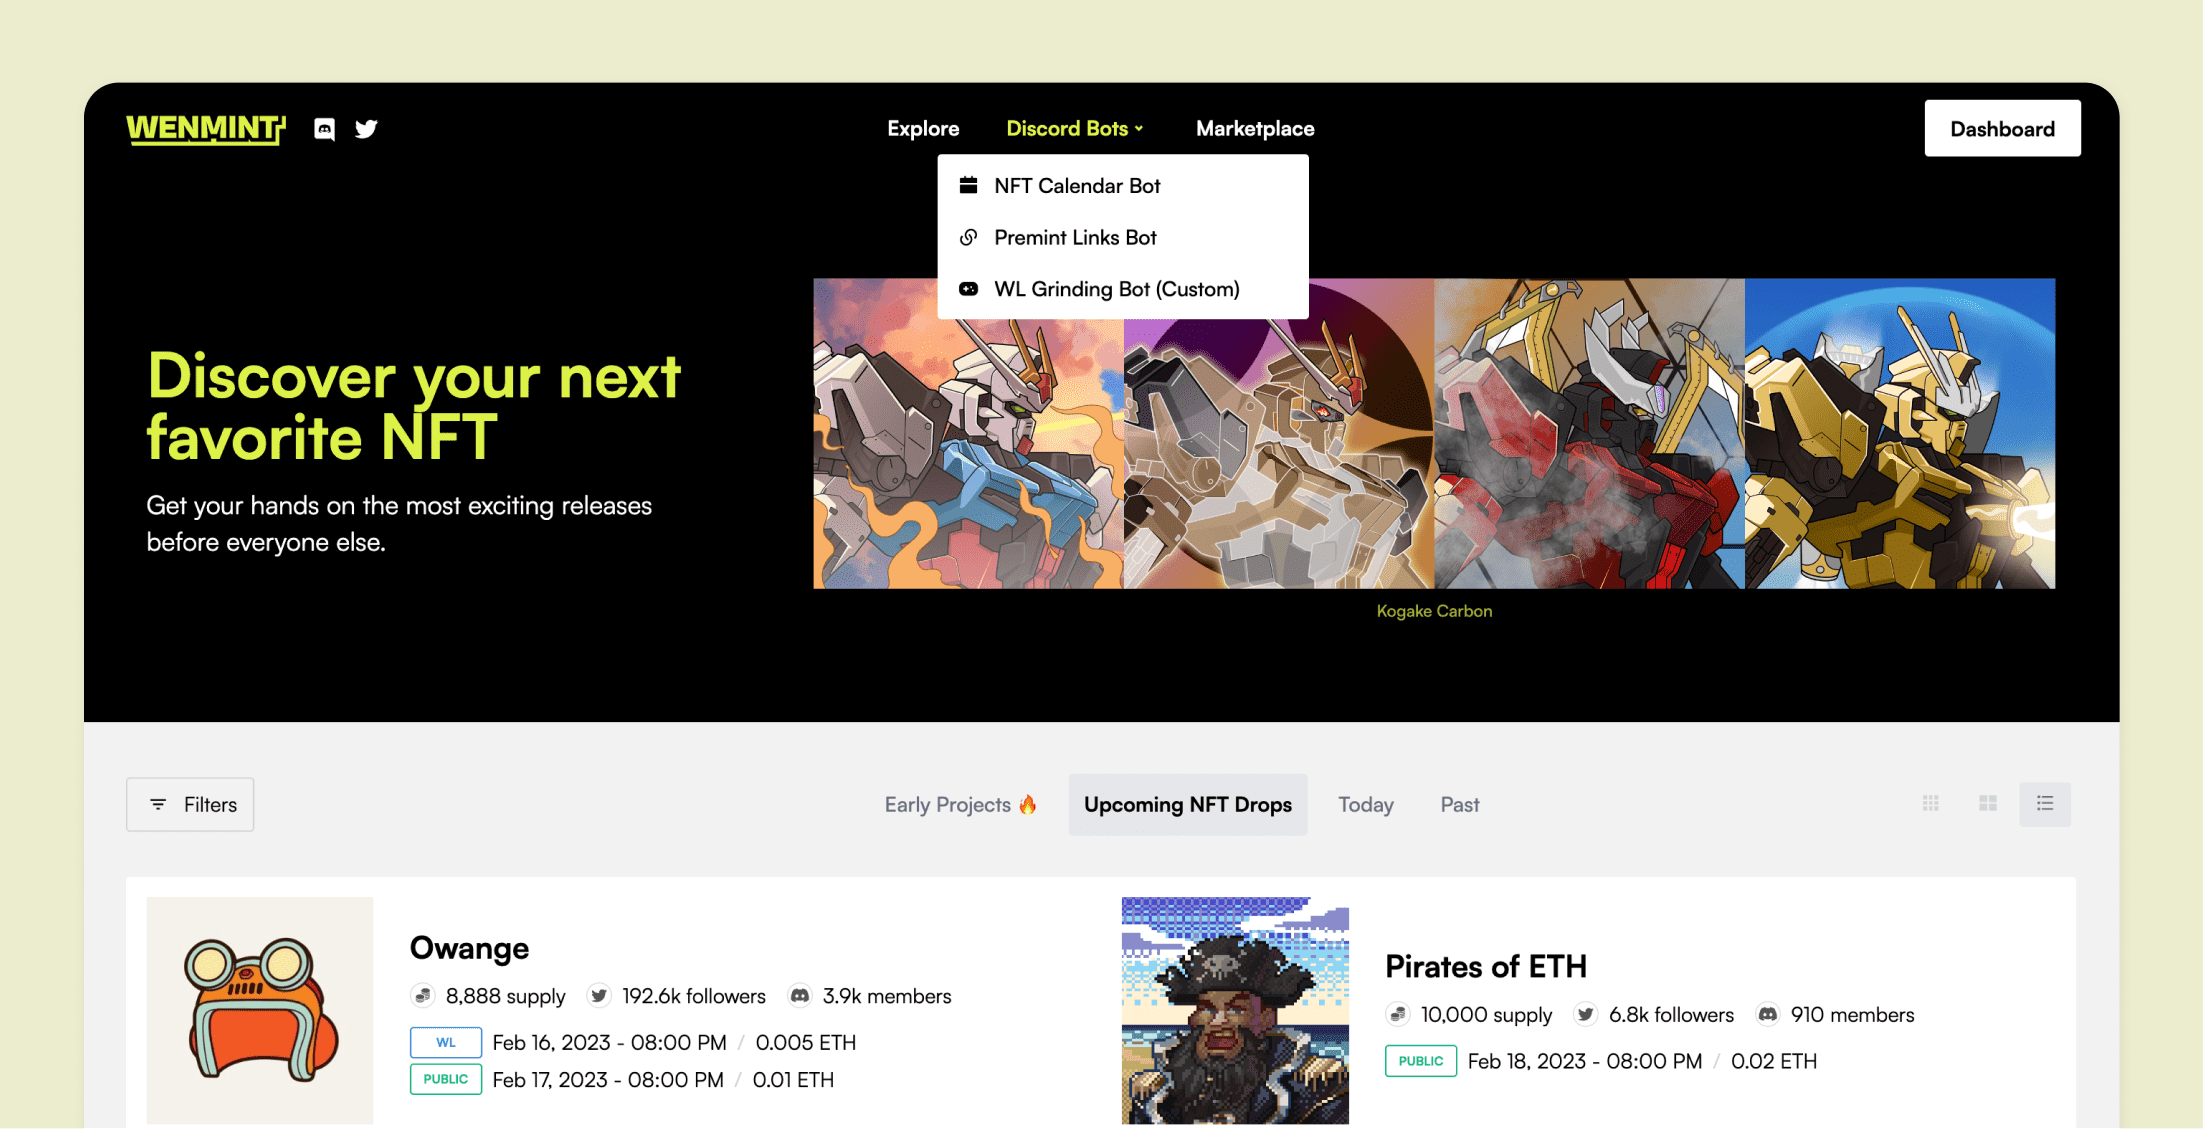 WENMINT
Explore
Discord Bots
Marketplace
Dashboard
NFT Calendar Bot
Premint Links Bot
WL Grinding Bot (Custom)
Discover your next
favorite NFT
Get your hands on the most exciting releases
before everyone else.
Kogake Carbon
Filters
Early Projects 🔥
Upcoming NFT Drops
Today
Past
Owange
8,888 supply
192.6k followers
3.9k members
WL Feb 16, 2023 - 08:00 PM / 0.005 ETH
PUBLIC Feb 17, 2023 - 08:00 PM / 0.01 ETH
Pirates of ETH
10,000 supply
6.8k followers
910 members
PUBLIC Feb 18, 2023 - 08:00 PM / 0.02 ETH